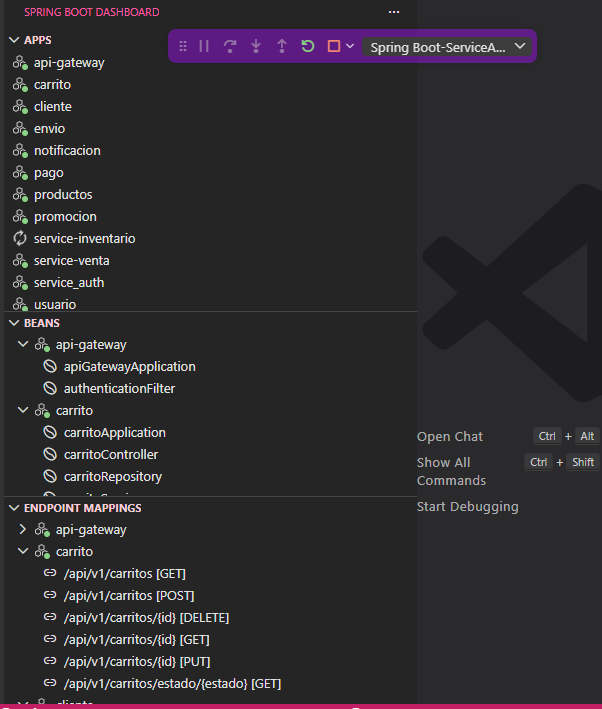 SPRING BOOT DASHBOARD
APPS
Spring Boot-ServiceA...
api-gateway
carrito
cliente
envio
notificacion
pago
productos
promocion
service-inventario
service-venta
service_auth
usuario
BEANS
api-gateway
apiGatewayApplication
authenticationFilter
carrito
carritoApplication
carritoController
carritoRepository
Open Chat Ctrl + Alt
Show All Commands Ctrl + Shift
Start Debugging
ENDPOINT MAPPINGS
api-gateway
carrito
/api/v1/carritos [GET]
/api/v1/carritos [POST]
/api/v1/carritos/{id} [DELETE]
/api/v1/carritos/{id} [GET]
/api/v1/carritos/{id} [PUT]
/api/v1/carritos/estado/{estado} [GET]